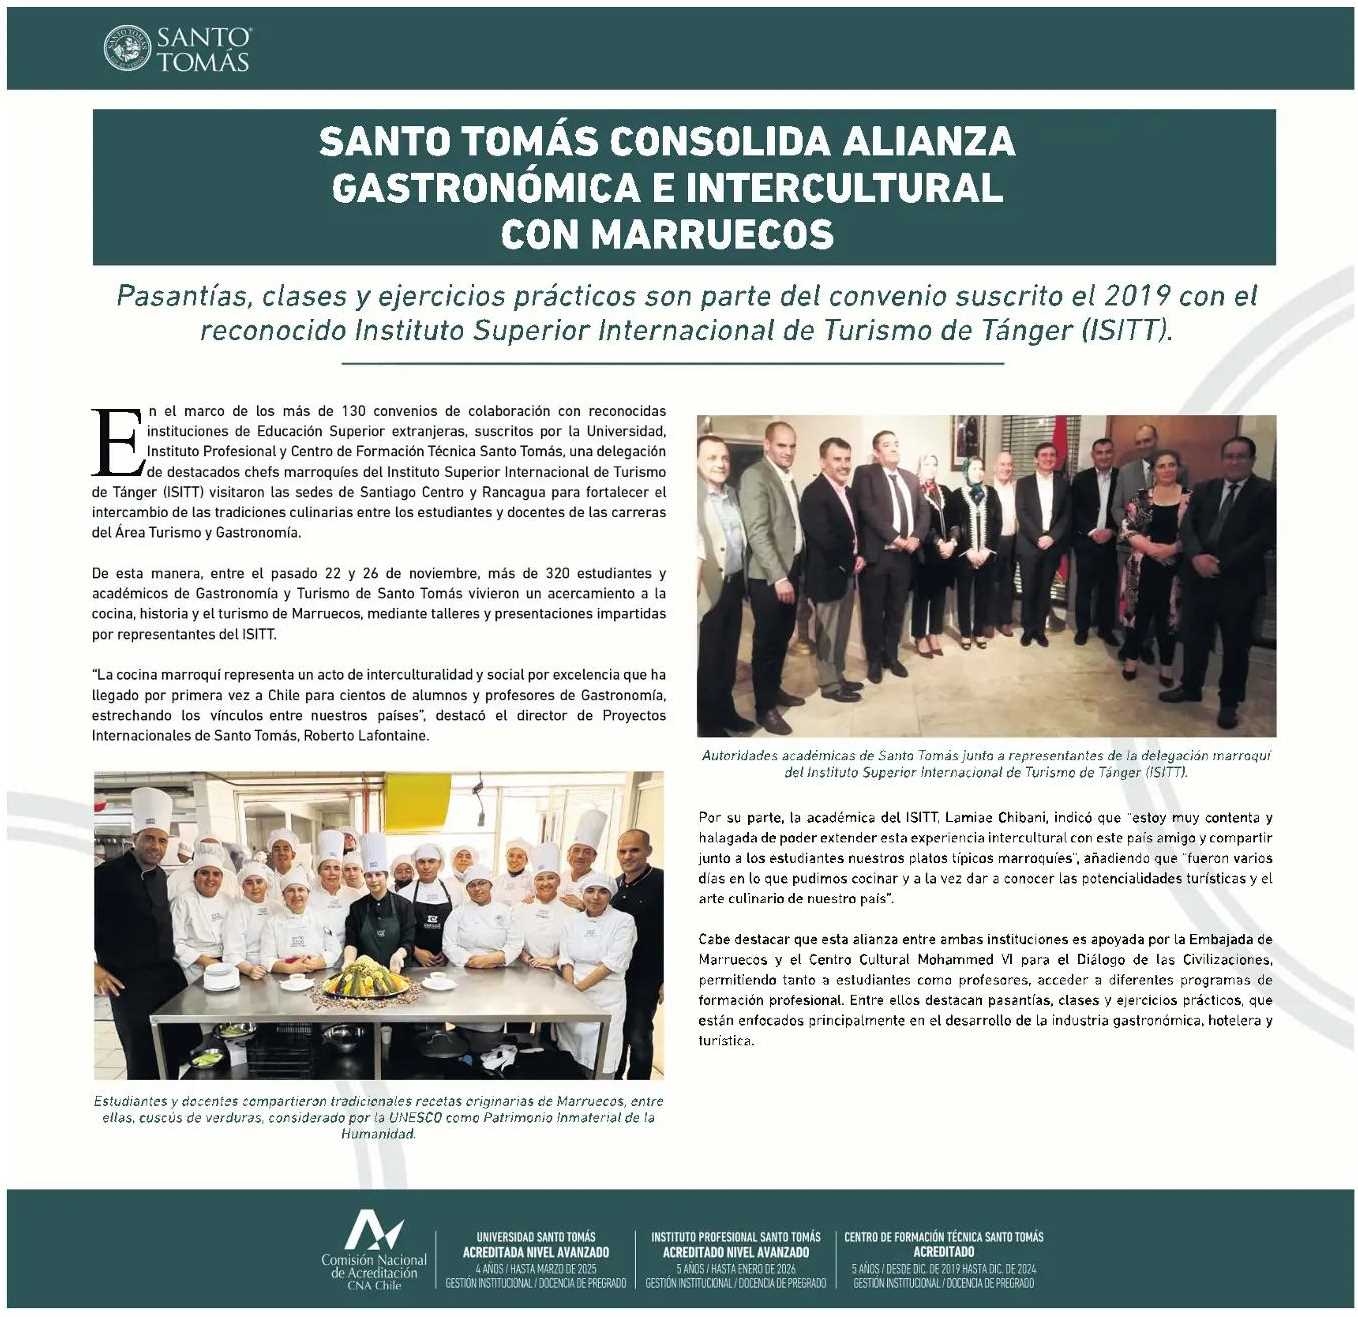 SANTO
TOMÁS
SANTO TOMÁS CONSOLIDA ALIANZA
GASTRONÓMICA E INTERCULTURAL
CON MARRUECOS
Pasantías, clases y ejercicios prácticos son parte del convenio suscrito el 2019 con el
reconocido Instituto Superior Internacional de Turismo de Tánger (ISITT).
En el marco de los más de 130 convenios de colaboración con reconocidas
instituciones de Educación Superior extranjeras, suscritos por la Universidad,
Instituto Profesional y Centro de Formación Técnica Santo Tomás, una delegación
de destacados chefs marroquíes del Instituto Superior Internacional de Turismo
de Tánger (ISITT) visitaron las sedes de Santiago Centro y Rancagua para fortalecer el
intercambio de las tradiciones culinarias entre los estudiantes y docentes de las carreras
del Área Turismo y Gastronomía.
De esta manera, entre el pasado 22 y 26 de noviembre, más de 320 estudiantes y
académicos de Gastronomía y Turismo de Santo Tomás vivieron un acercamiento a la
cocina, historia y el turismo de Marruecos, mediante talleres y presentaciones impartidas
por representantes del ISITT.
“La cocina marroquí representa un acto de interculturalidad y social por excelencia que ha
llegado por primera vez a Chile para cientos de alumnos y profesores de Gastronomía,
estrechando los vínculos entre nuestros países”, destacó el director de Proyectos
Internacionales de Santo Tomás, Roberto Lafontaine.
Estudiantes y docentes compartieron tradicionales recetas originarias de Marruecos, entre
ellas, cuscús de verduras, considerado por la UNESCO como Patrimonio Inmaterial de la
Humanidad.
Autoridades académicas de Santo Tomás junto a representantes de la delegación marroquí
del Instituto Superior Internacional de Turismo de Tánger (ISITT).
Por su parte, la académica del ISITT, Lamiae Chibani, indicó que “estoy muy contenta y
halagada de poder extender esta experiencia intercultural con este país amigo y compartir
junto a los estudiantes nuestros platos típicos marroquíes”, añadiendo que “fueron varios
días en lo que pudimos cocinar y a la vez dar a conocer las potencialidades turísticas y el
arte culinario de nuestro país”.
Cabe destacar que esta alianza entre ambas instituciones es apoyada por la Embajada de
Marruecos y el Centro Cultural Mohammed VI para el Diálogo de las Civilizaciones,
permitiendo tanto a estudiantes como profesores, acceder a diferentes programas de
formación profesional. Entre ellos destacan pasantías, clases y ejercicios prácticos, que
están enfocados principalmente en el desarrollo de la industria gastronómica, hotelera y
turística.
Comisión Nacional
de Acreditación
CNA Chile
UNIVERSIDAD SANTO TOMÁS
ACREDITADA NIVEL AVANZADO
4 AÑOS / HASTA MARZO DE 2025
GESTIÓN INSTITUCIONAL / DOCENCIA DE PREGRADO
INSTITUTO PROFESIONAL SANTO TOMÁS
ACREDITADO NIVEL AVANZADO
5 AÑOS / HASTA ENERO DE 2026
GESTIÓN INSTITUCIONAL / DOCENCIA DE PREGRADO
CENTRO DE FORMACIÓN TÉCNICA SANTO TOMÁS
ACREDITADO
5 AÑOS / DESDE DIC. DE 2019 HASTA DIC. DE 2024
GESTIÓN INSTITUCIONAL / DOCENCIA DE PREGRADO